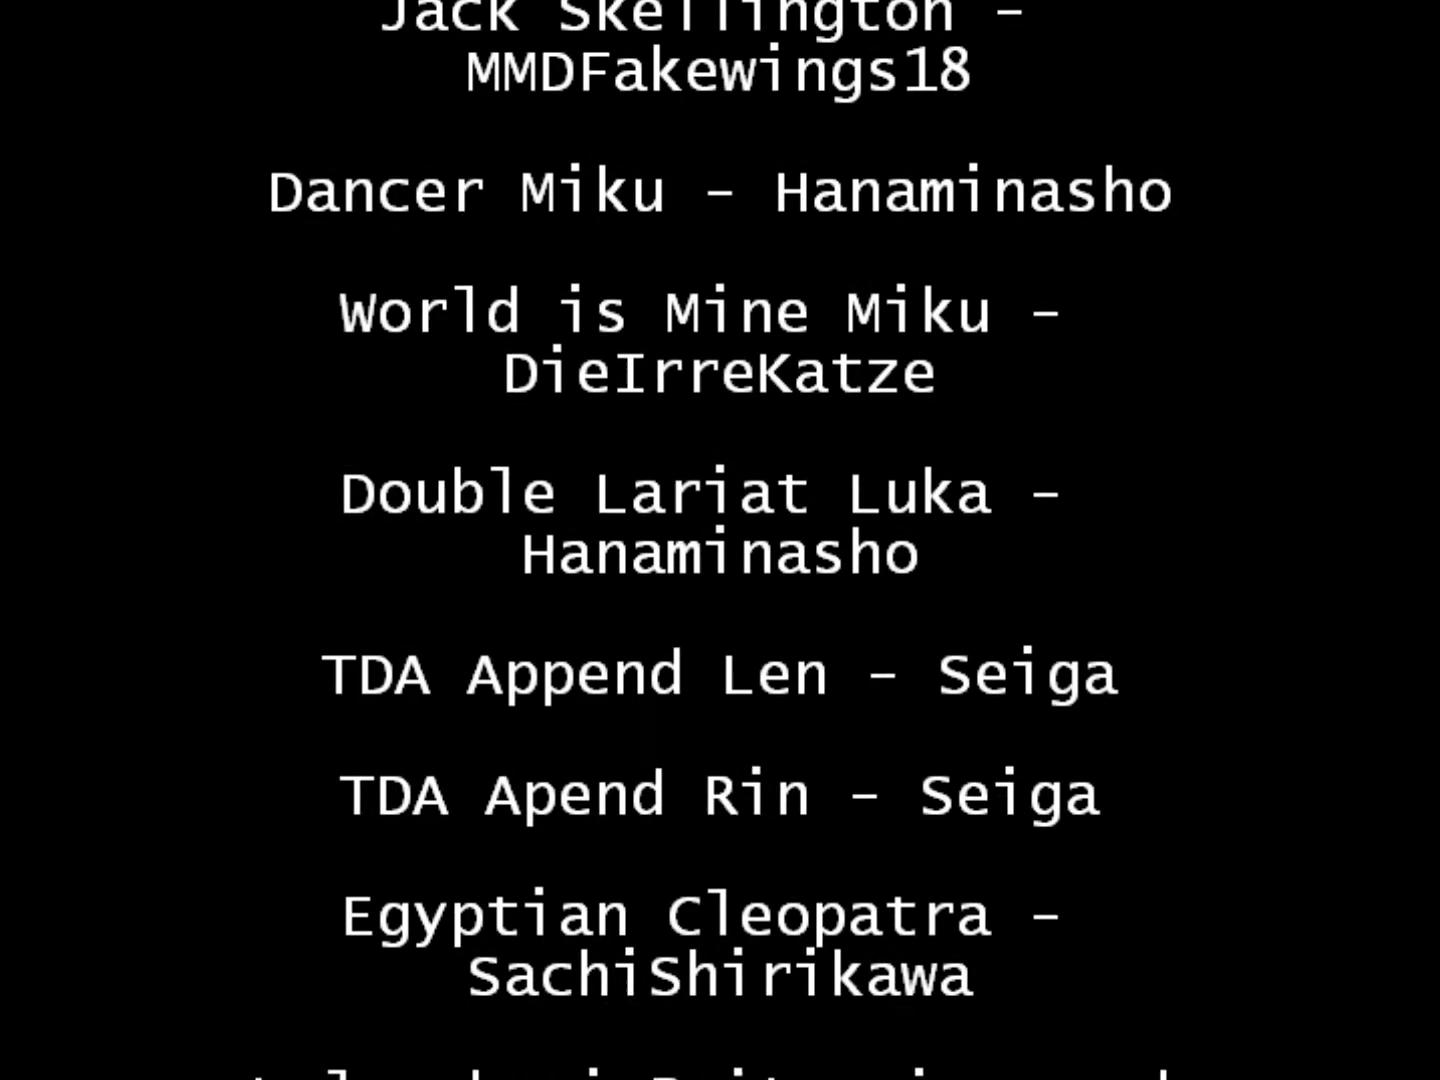 Jack Skellington –
MMDFakewings18
Dancer Miku – Hanaminasho
World is Mine Miku –
DieIrreKatze
Double Lariat Luka –
Hanaminasho
TDA Append Len – Seiga
TDA Apend Rin – Seiga
Egyptian Cleopatra –
SachiShirikawa